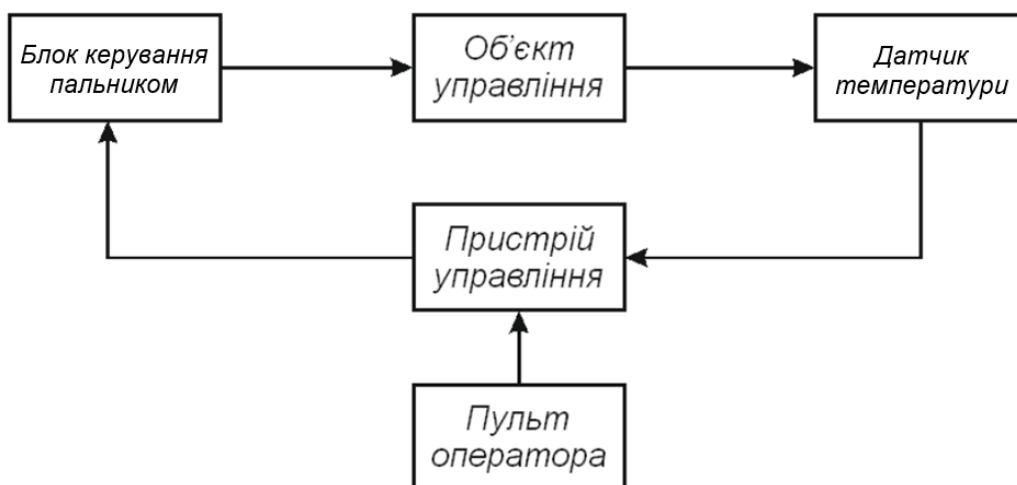 Блок керування
пальником
Об’єкт
управління
Датчик
температури
Пристрій
управління
Пульт
оператора